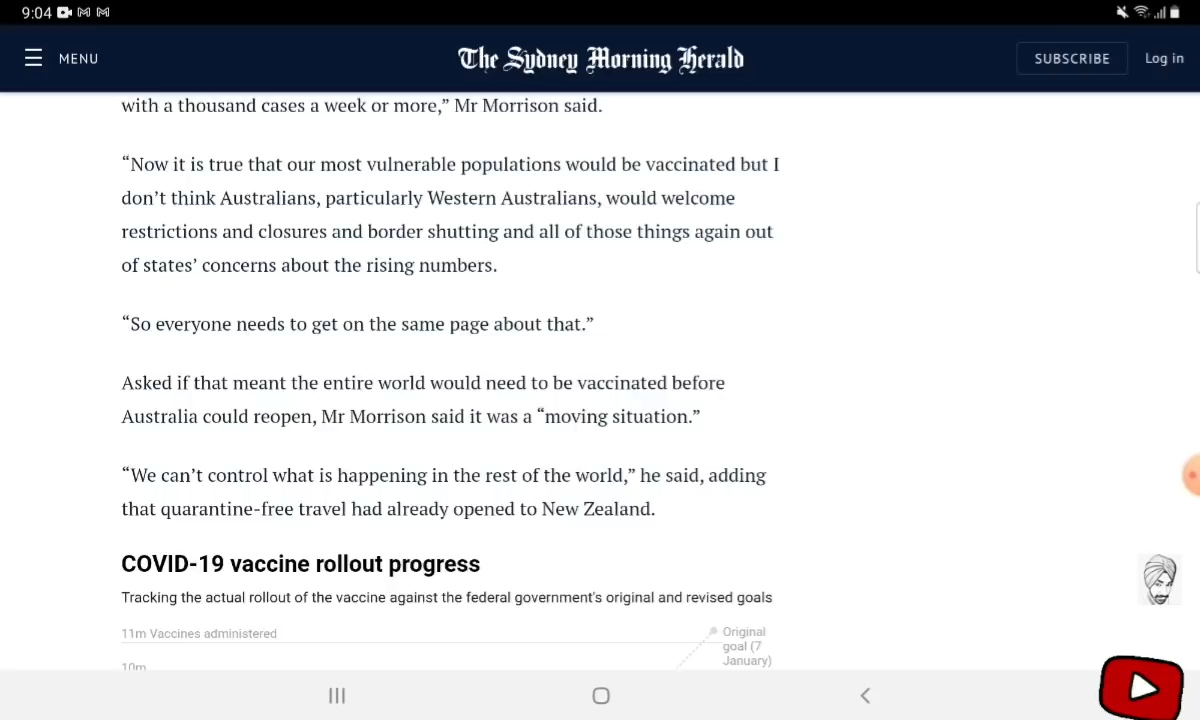 9:04
MENU
The Sydney Morning Herald
SUBSCRIBE
Log in
with a thousand cases a week or more,” Mr Morrison said.
“Now it is true that our most vulnerable populations would be vaccinated but I
don’t think Australians, particularly Western Australians, would welcome
restrictions and closures and border shutting and all of those things again out
of states’ concerns about the rising numbers.
“So everyone needs to get on the same page about that.”
Asked if that meant the entire world would need to be vaccinated before
Australia could reopen, Mr Morrison said it was a “moving situation.”
“We can’t control what is happening in the rest of the world,” he said, adding
that quarantine-free travel had already opened to New Zealand.
COVID-19 vaccine rollout progress
Tracking the actual rollout of the vaccine against the federal government's original and revised goals
11m Vaccines administered
Original
goal (7
January)
10m